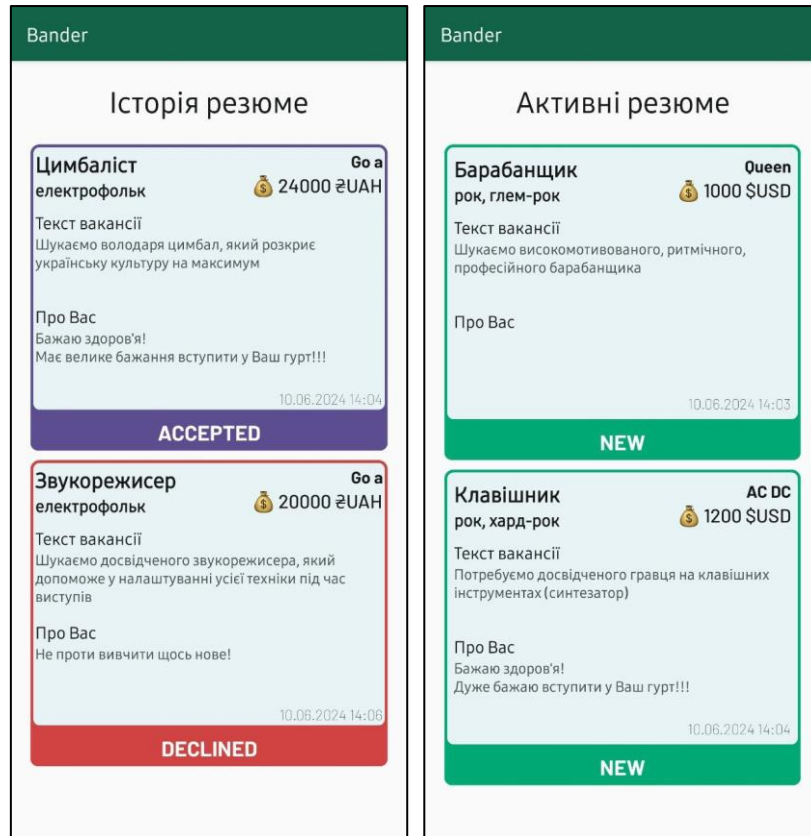 Bander
Історія резюме
Цимбаліст
Go a
електрофольк
24000 ₴UAH
Текст вакансії
Шукаємо володаря цимбал, який розкриє
українську культуру на максимум
Про Вас
Бажаю здоров'я!
Має велике бажання вступити у Ваш гурт!!!
10.06.2024 14:04
ACCEPTED
Звукорежисер
Go a
електрофольк
20000 ₴UAH
Текст вакансії
Шукаємо досвідченого звукорежисера, який
допоможе у налаштуванні усієї техніки під час
виступів
Про Вас
Не проти вивчити щось нове!
10.06.2024 14:06
DECLINED
Bander
Активні резюме
Барабанщик
Queen
рок, глем-рок
1000 $USD
Текст вакансії
Шукаємо високомотивованого, ритмічного,
професійного барабанщика
Про Вас
10.06.2024 14:03
NEW
Клавішник
AC DC
рок, хард-рок
1200 $USD
Текст вакансії
Потребуємо досвідченого гравця на клавішних
інструментах (синтезатор)
Про Вас
Бажаю здоров'я!
Дуже бажаю вступити у Ваш гурт!!!
10.06.2024 14:04
NEW